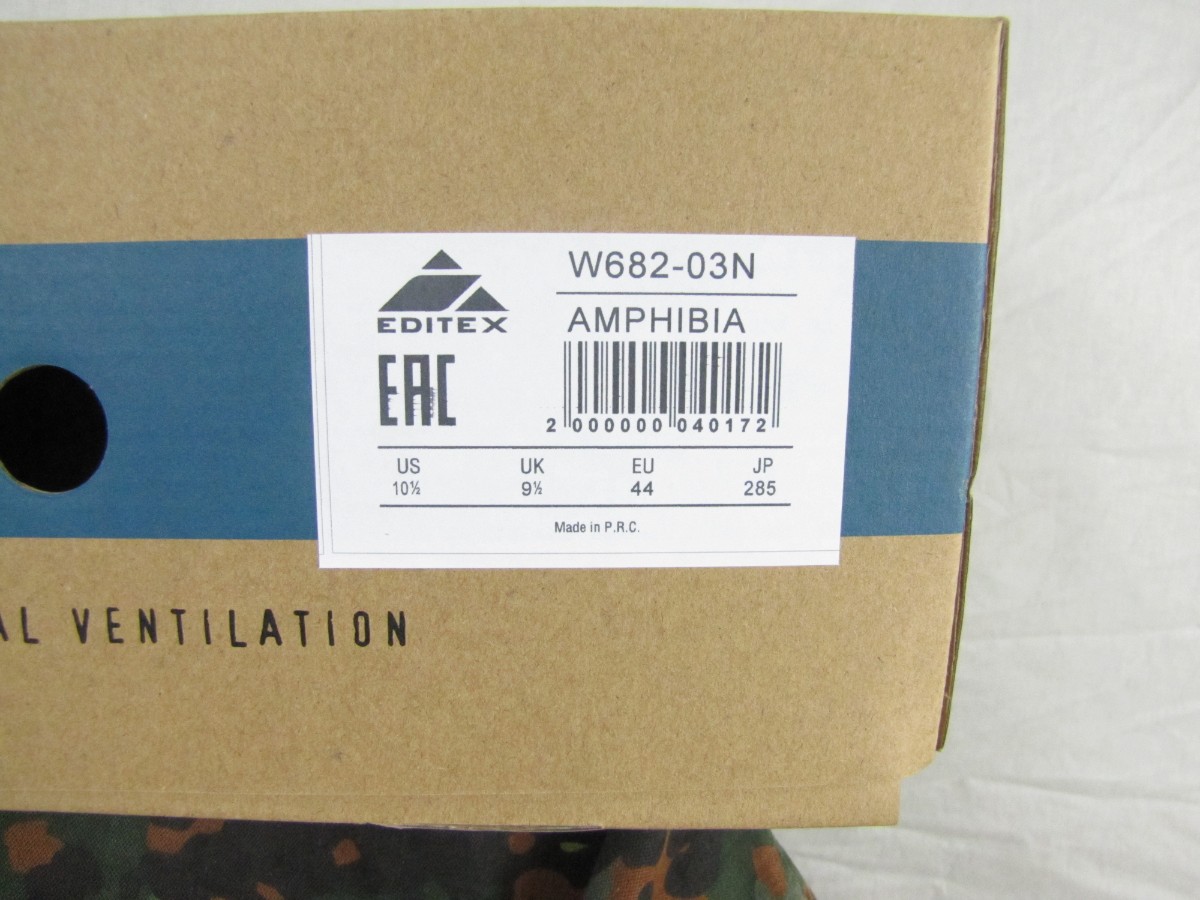 EDITEX
EAC
W682-03N
AMPHIBIA
2 000000 040172
US UK EU JP
10½ 9½ 44 285
Made in P.R.C.
VENTILATION